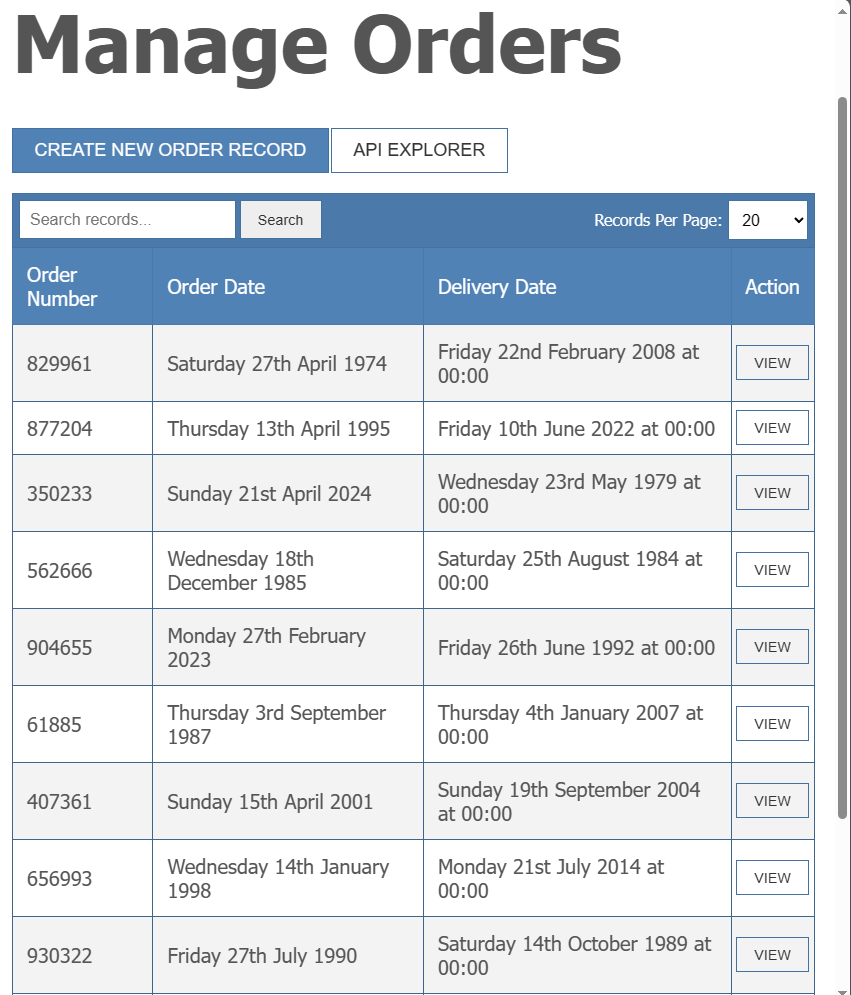 Manage Orders
CREATE NEW ORDER RECORD
API EXPLORER
Search records...
Search
Records Per Page:
20
Order
Number
Order Date
Delivery Date
Action
829961
Saturday 27th April 1974
Friday 22nd February 2008 at
00:00
VIEW
877204
Thursday 13th April 1995
Friday 10th June 2022 at 00:00
VIEW
350233
Sunday 21st April 2024
Wednesday 23rd May 1979 at
00:00
VIEW
562666
Wednesday 18th
December 1985
Saturday 25th August 1984 at
00:00
VIEW
904655
Monday 27th February
2023
Friday 26th June 1992 at 00:00
VIEW
61885
Thursday 3rd September
1987
Thursday 4th January 2007 at
00:00
VIEW
407361
Sunday 15th April 2001
Sunday 19th September 2004
at 00:00
VIEW
656993
Wednesday 14th January
1998
Monday 21st July 2014 at
00:00
VIEW
930322
Friday 27th July 1990
Saturday 14th October 1989 at
00:00
VIEW